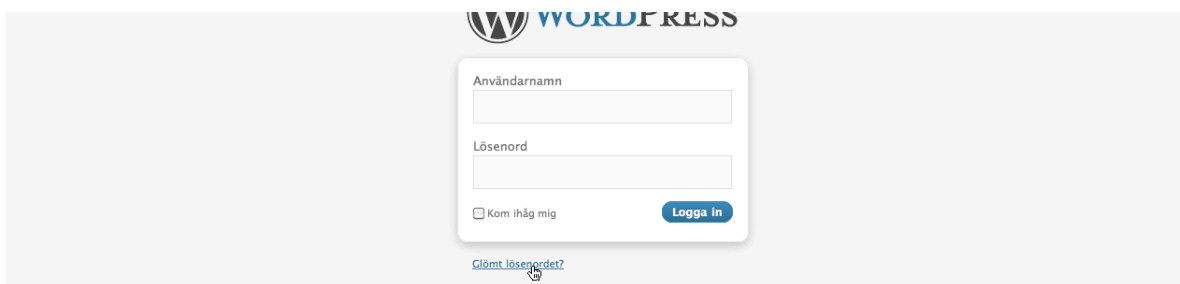 WORDPRESS
Användarnamn
Lösenord
Kom ihåg mig
Logga in
Glömt lösenordet?